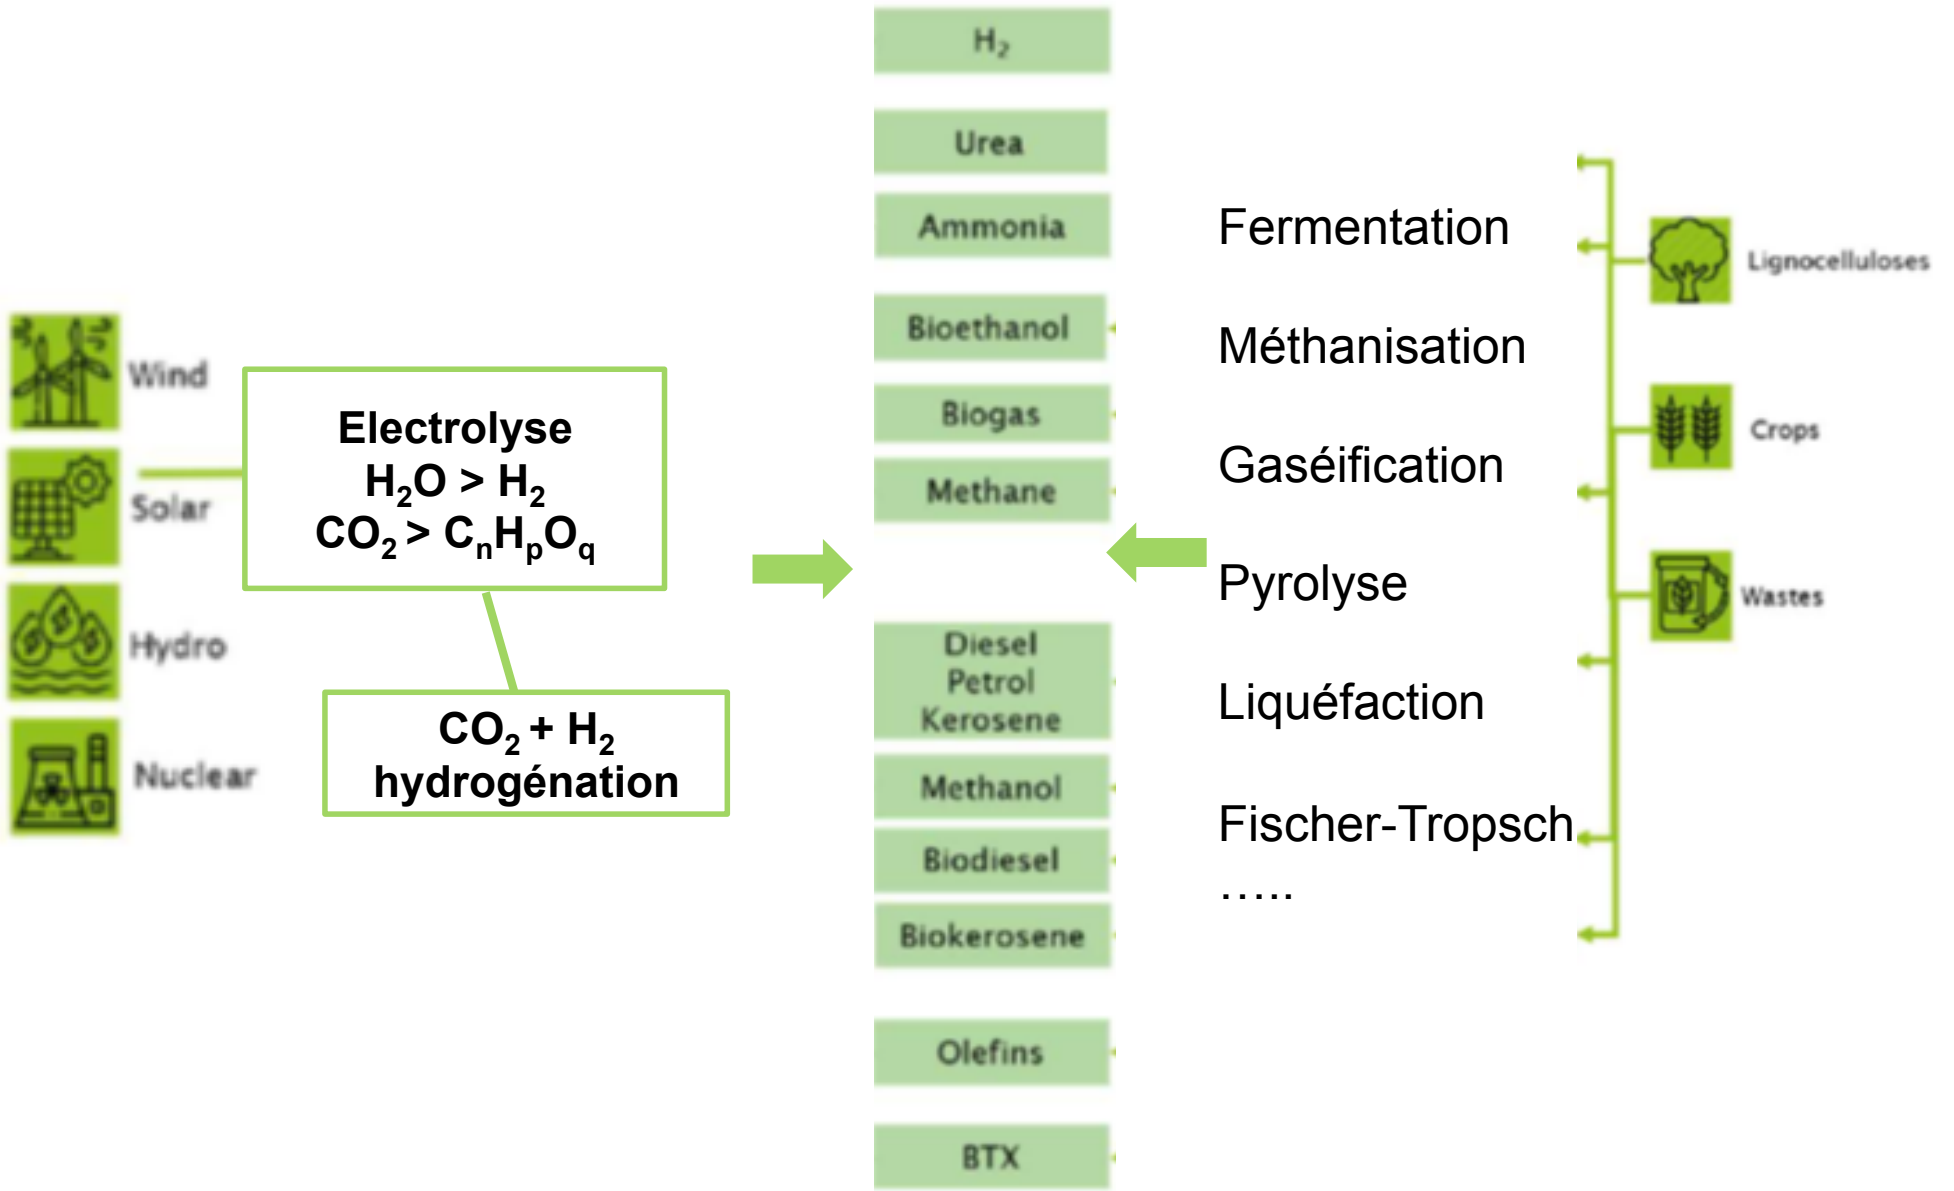 Wind
Solar
Hydro
Nuclear
Electrolyse
H₂O > H₂
CO₂ > CₙHₚO_q
CO₂ + H₂
hydrogénation
H₂
Urea
Ammonia
Bioethanol
Biogas
Methane
Diesel
Petrol
Kerosene
Methanol
Biodiesel
Biokerosene
Olefins
BTX
Fermentation
Méthanisation
Gaséification
Pyrolyse
Liquéfaction
Fischer-Tropsch
…..
Lignocelluloses
Crops
Wastes